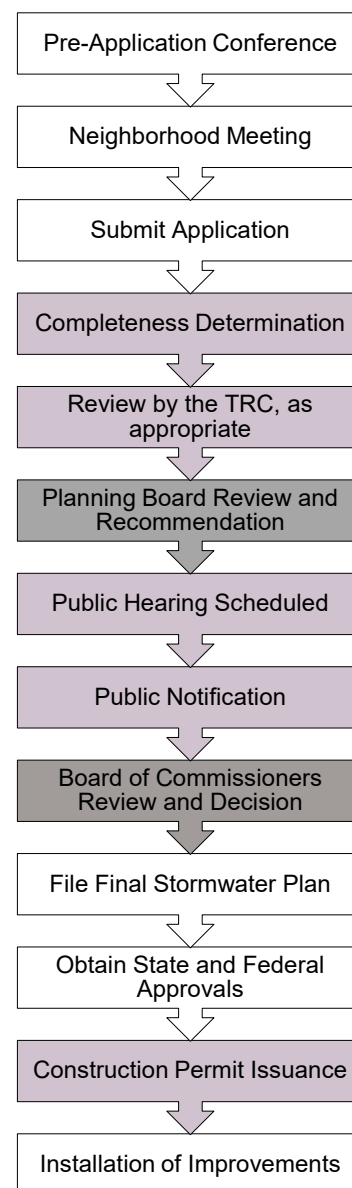 Pre-Application Conference
Neighborhood Meeting
Submit Application
Completeness Determination
Review by the TRC, as
appropriate
Planning Board Review and
Recommendation
Public Hearing Scheduled
Public Notification
Board of Commissioners
Review and Decision
File Final Stormwater Plan
Obtain State and Federal
Approvals
Construction Permit Issuance
Installation of Improvements